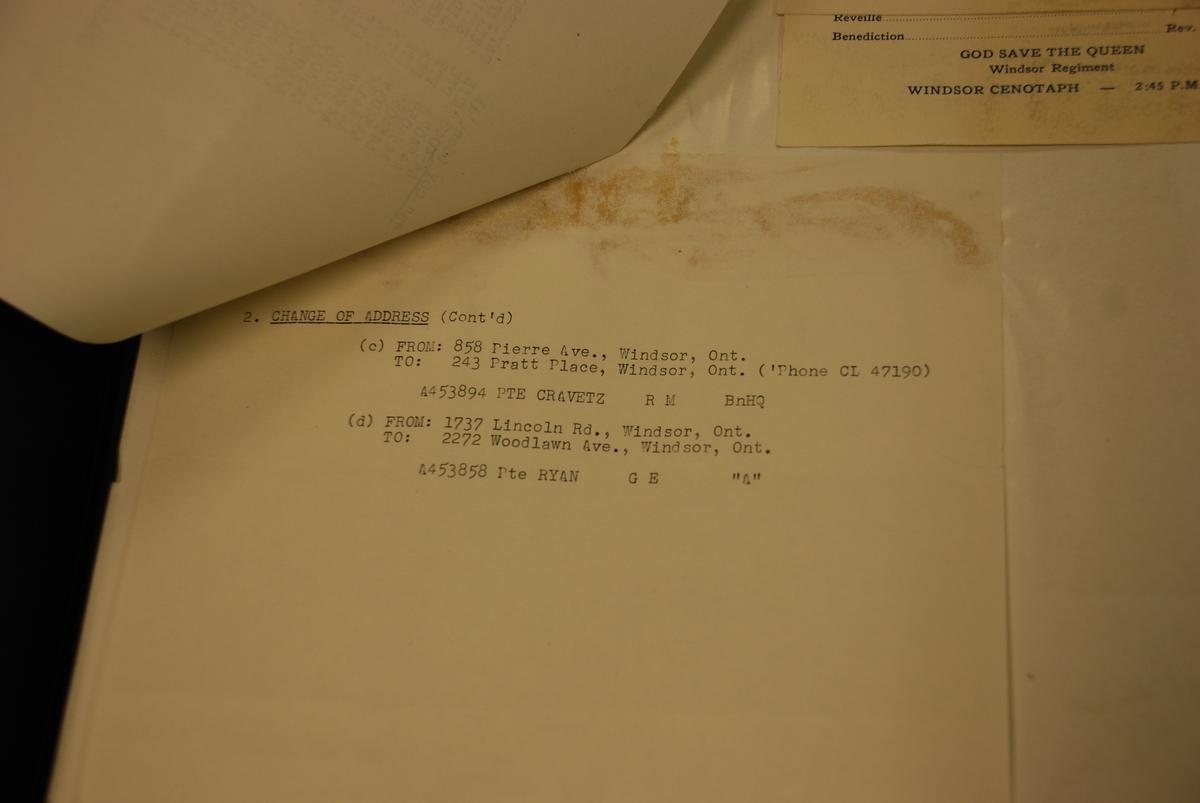 Reveille
Benediction Rev.
GOD SAVE THE QUEEN
Windsor Regiment
WINDSOR CENOTAPH — 2:45 P.M
2. CHANGE OF ADDRESS (Cont'd)
(c) FROM: 858 Pierre Ave., Windsor, Ont.
TO: 243 Pratt Place, Windsor, Ont. ('Phone CL 47190)
A453894 PTE CRAVETZ R M BnHQ
(d) FROM: 1737 Lincoln Rd., Windsor, Ont.
TO: 2272 Woodlawn Ave., Windsor, Ont.
A453858 Pte RYAN G E "A"